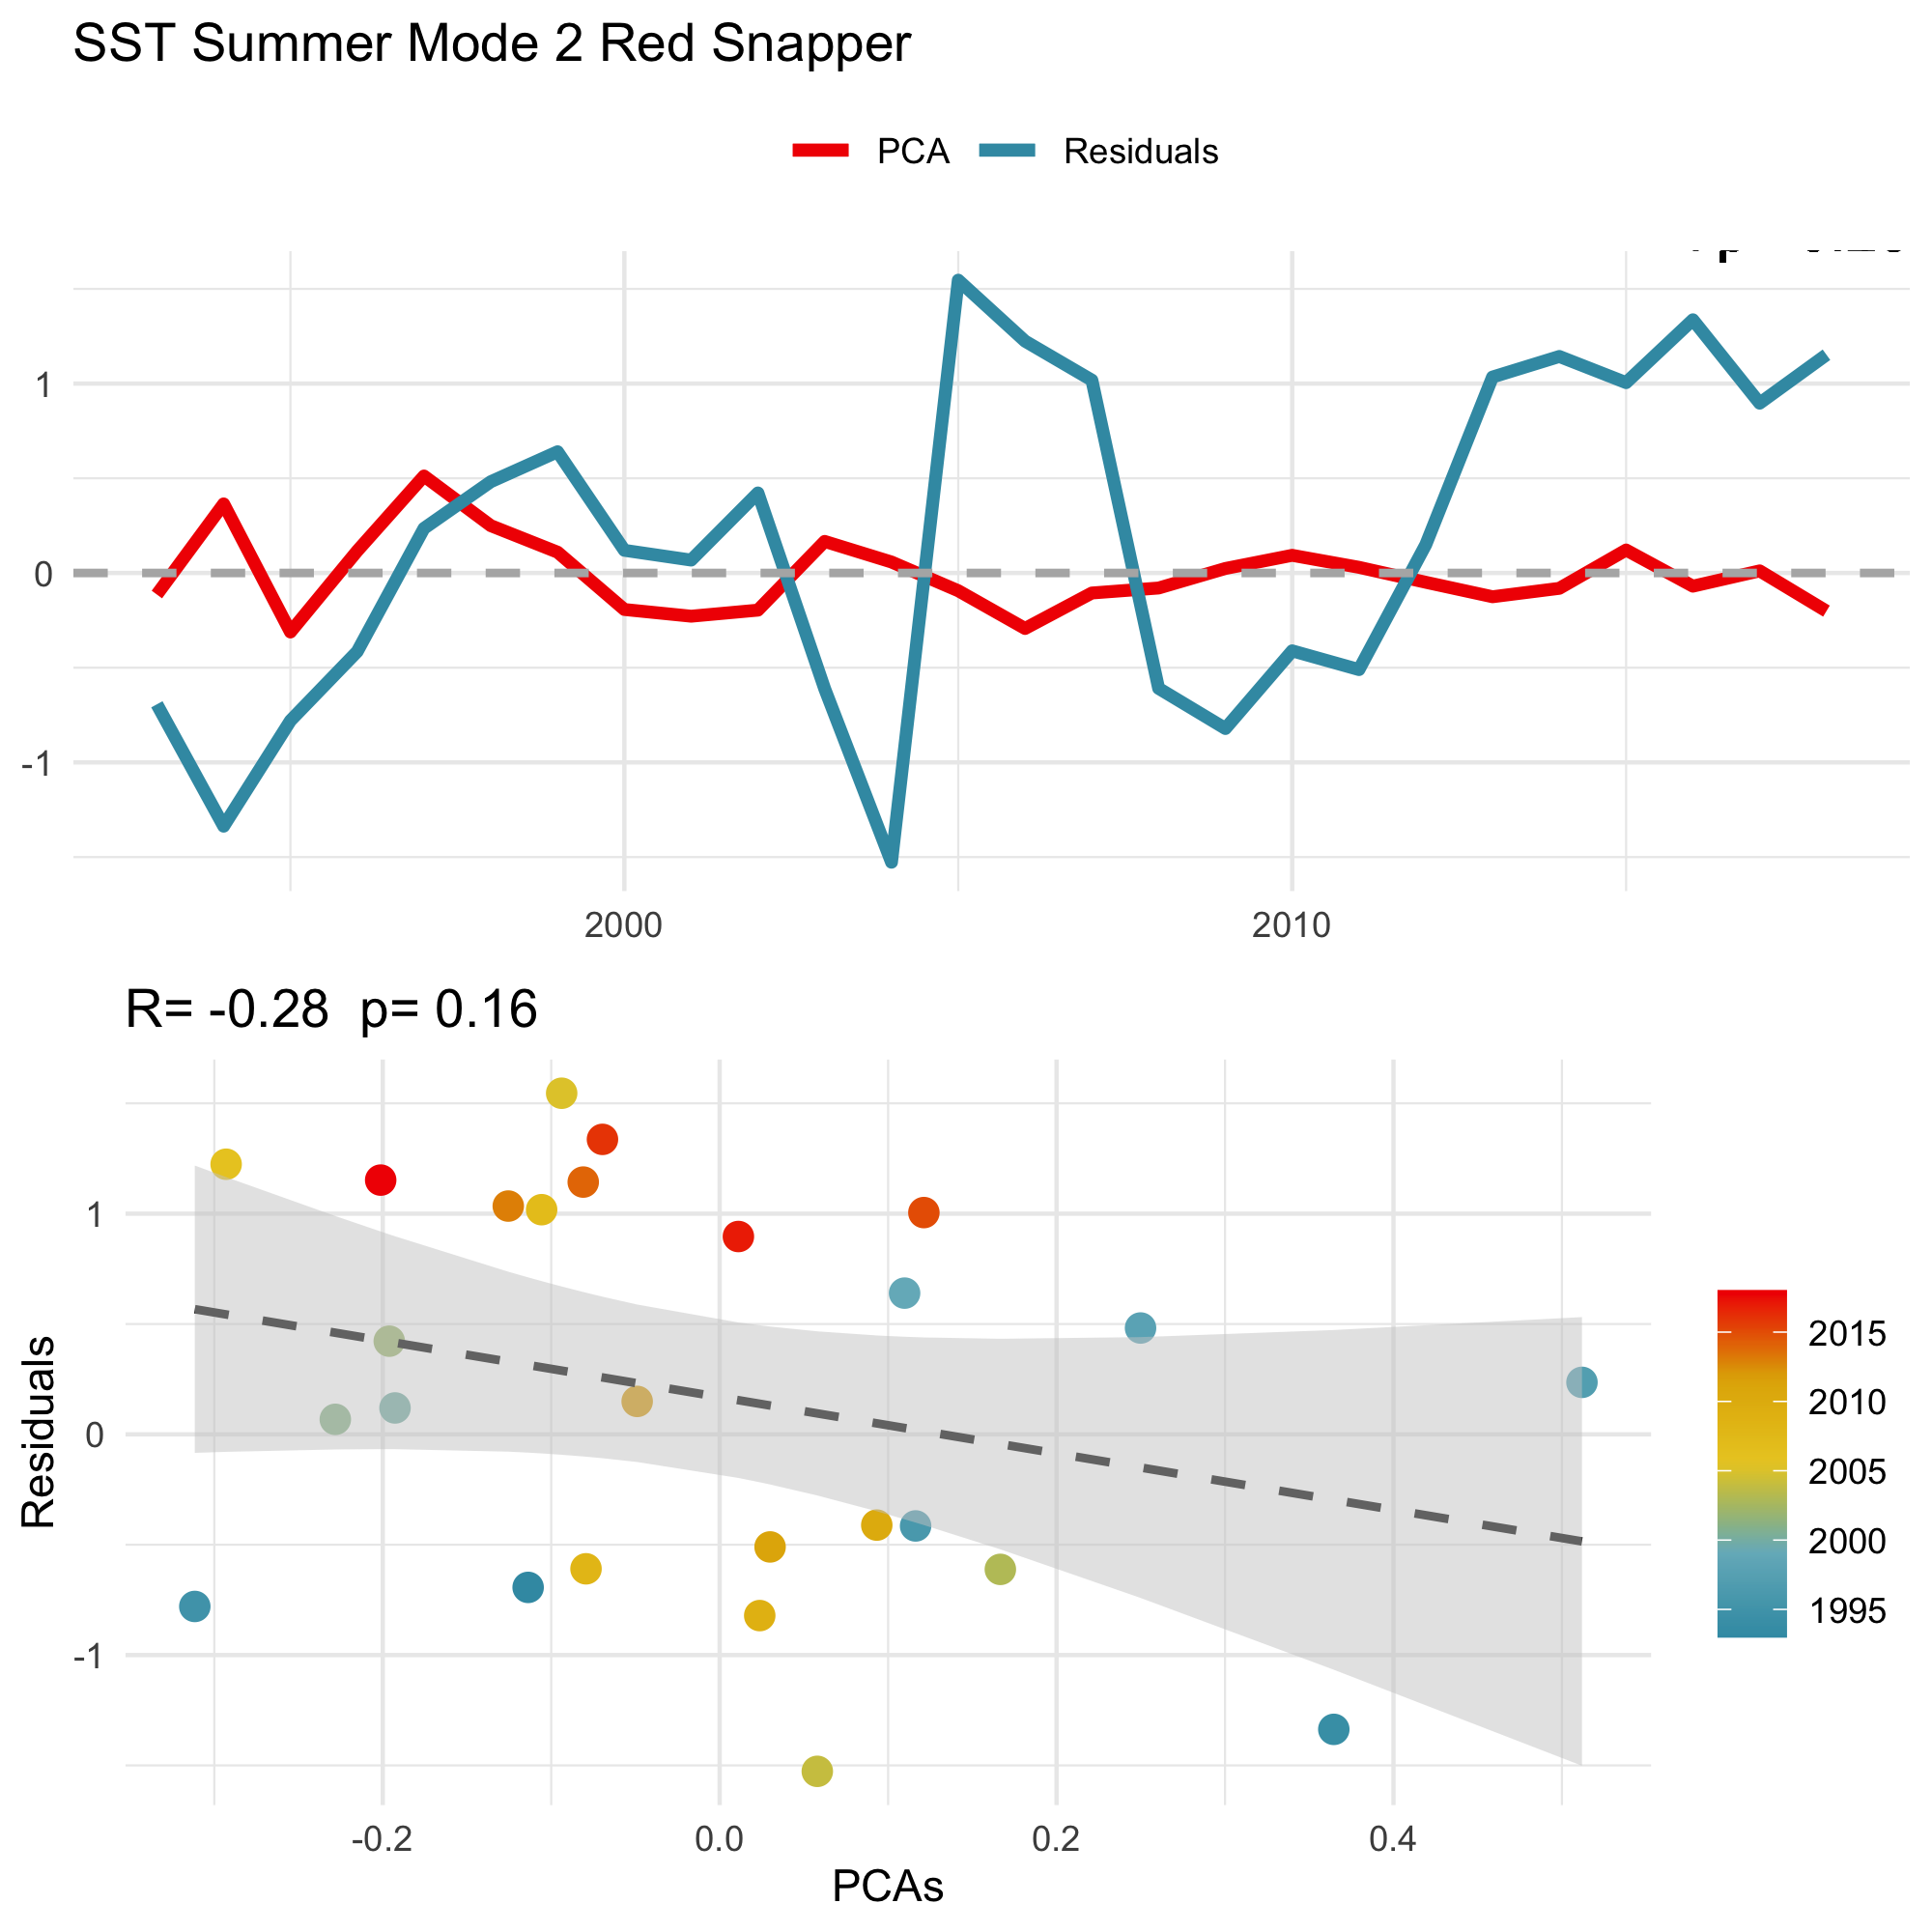 SST Summer Mode 2 Red Snapper
PCA Residuals
1
0
-1
2000 2010
R= -0.28 p= 0.16
Residuals
1
0
-1
-0.2 0.0 0.2 0.4
PCAs
2015
2010
2005
2000
1995